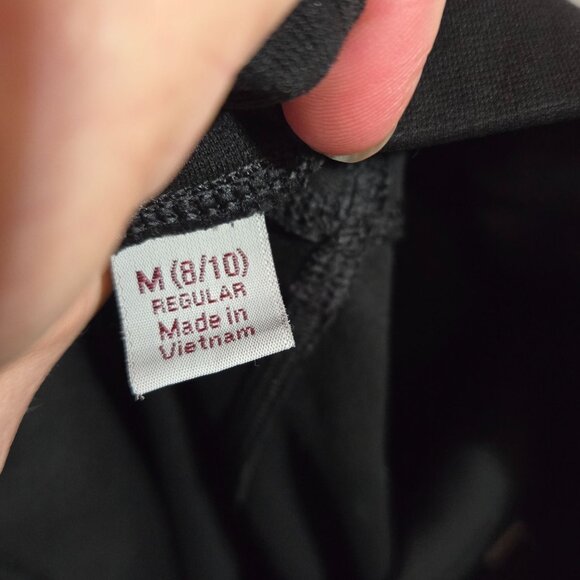 M (8/10)
REGULAR
Made in
Vietnam